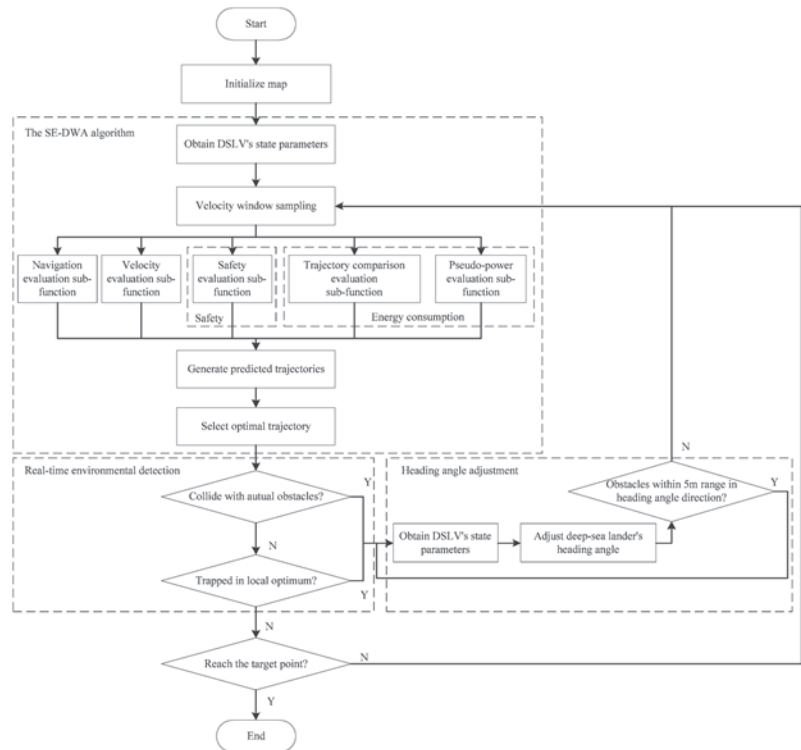 Start
Initialize map
The SE-DWA algorithm
Obtain DSLV's state parameters
Velocity window sampling
Navigation
evaluation sub-
function
Velocity
evaluation sub-
function
Safety
evaluation sub-
function
Trajectory comparison
evaluation
sub-function
Pseudo-power
evaluation sub-
function
Safety
Energy consumption
Generate predicted trajectories
Select optimal trajectory
Real-time environmental detection
Collide with autual obstacles?
Y
N
Trapped in local optimum?
Y
N
Heading angle adjustment
Obtain DSLV's state
parameters
Adjust deep-sea lander's
heading angle
N
Obstacles within 5m range in
heading angle direction?
Y
Reach the target point?
N
Y
End